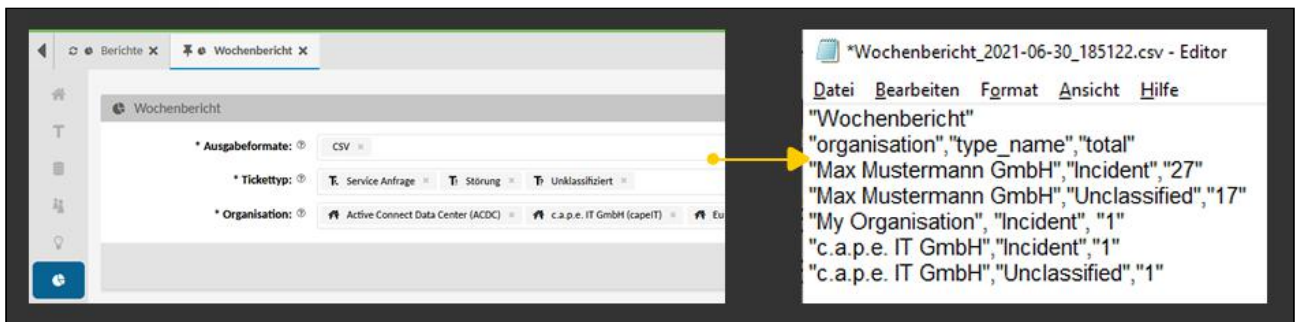 Berichte
Wochenbericht
Wochenbericht
* Ausgabeformate:
CSV
* Tickettyp:
Service Anfrage
Störung
Unklassifiziert
* Organisation:
Active Connect Data Center (ACDC)
c.a.p.e. IT GmbH (capeIT)
Eu
*Wochenbericht_2021-06-30_185122.csv - Editor
Datei Bearbeiten Format Ansicht Hilfe
"Wochenbericht"
"organisation","type_name","total"
"Max Mustermann GmbH","Incident","27"
"Max Mustermann GmbH","Unclassified","17"
"My Organisation", "Incident", "1"
"c.a.p.e. IT GmbH","Incident","1"
"c.a.p.e. IT GmbH","Unclassified","1"